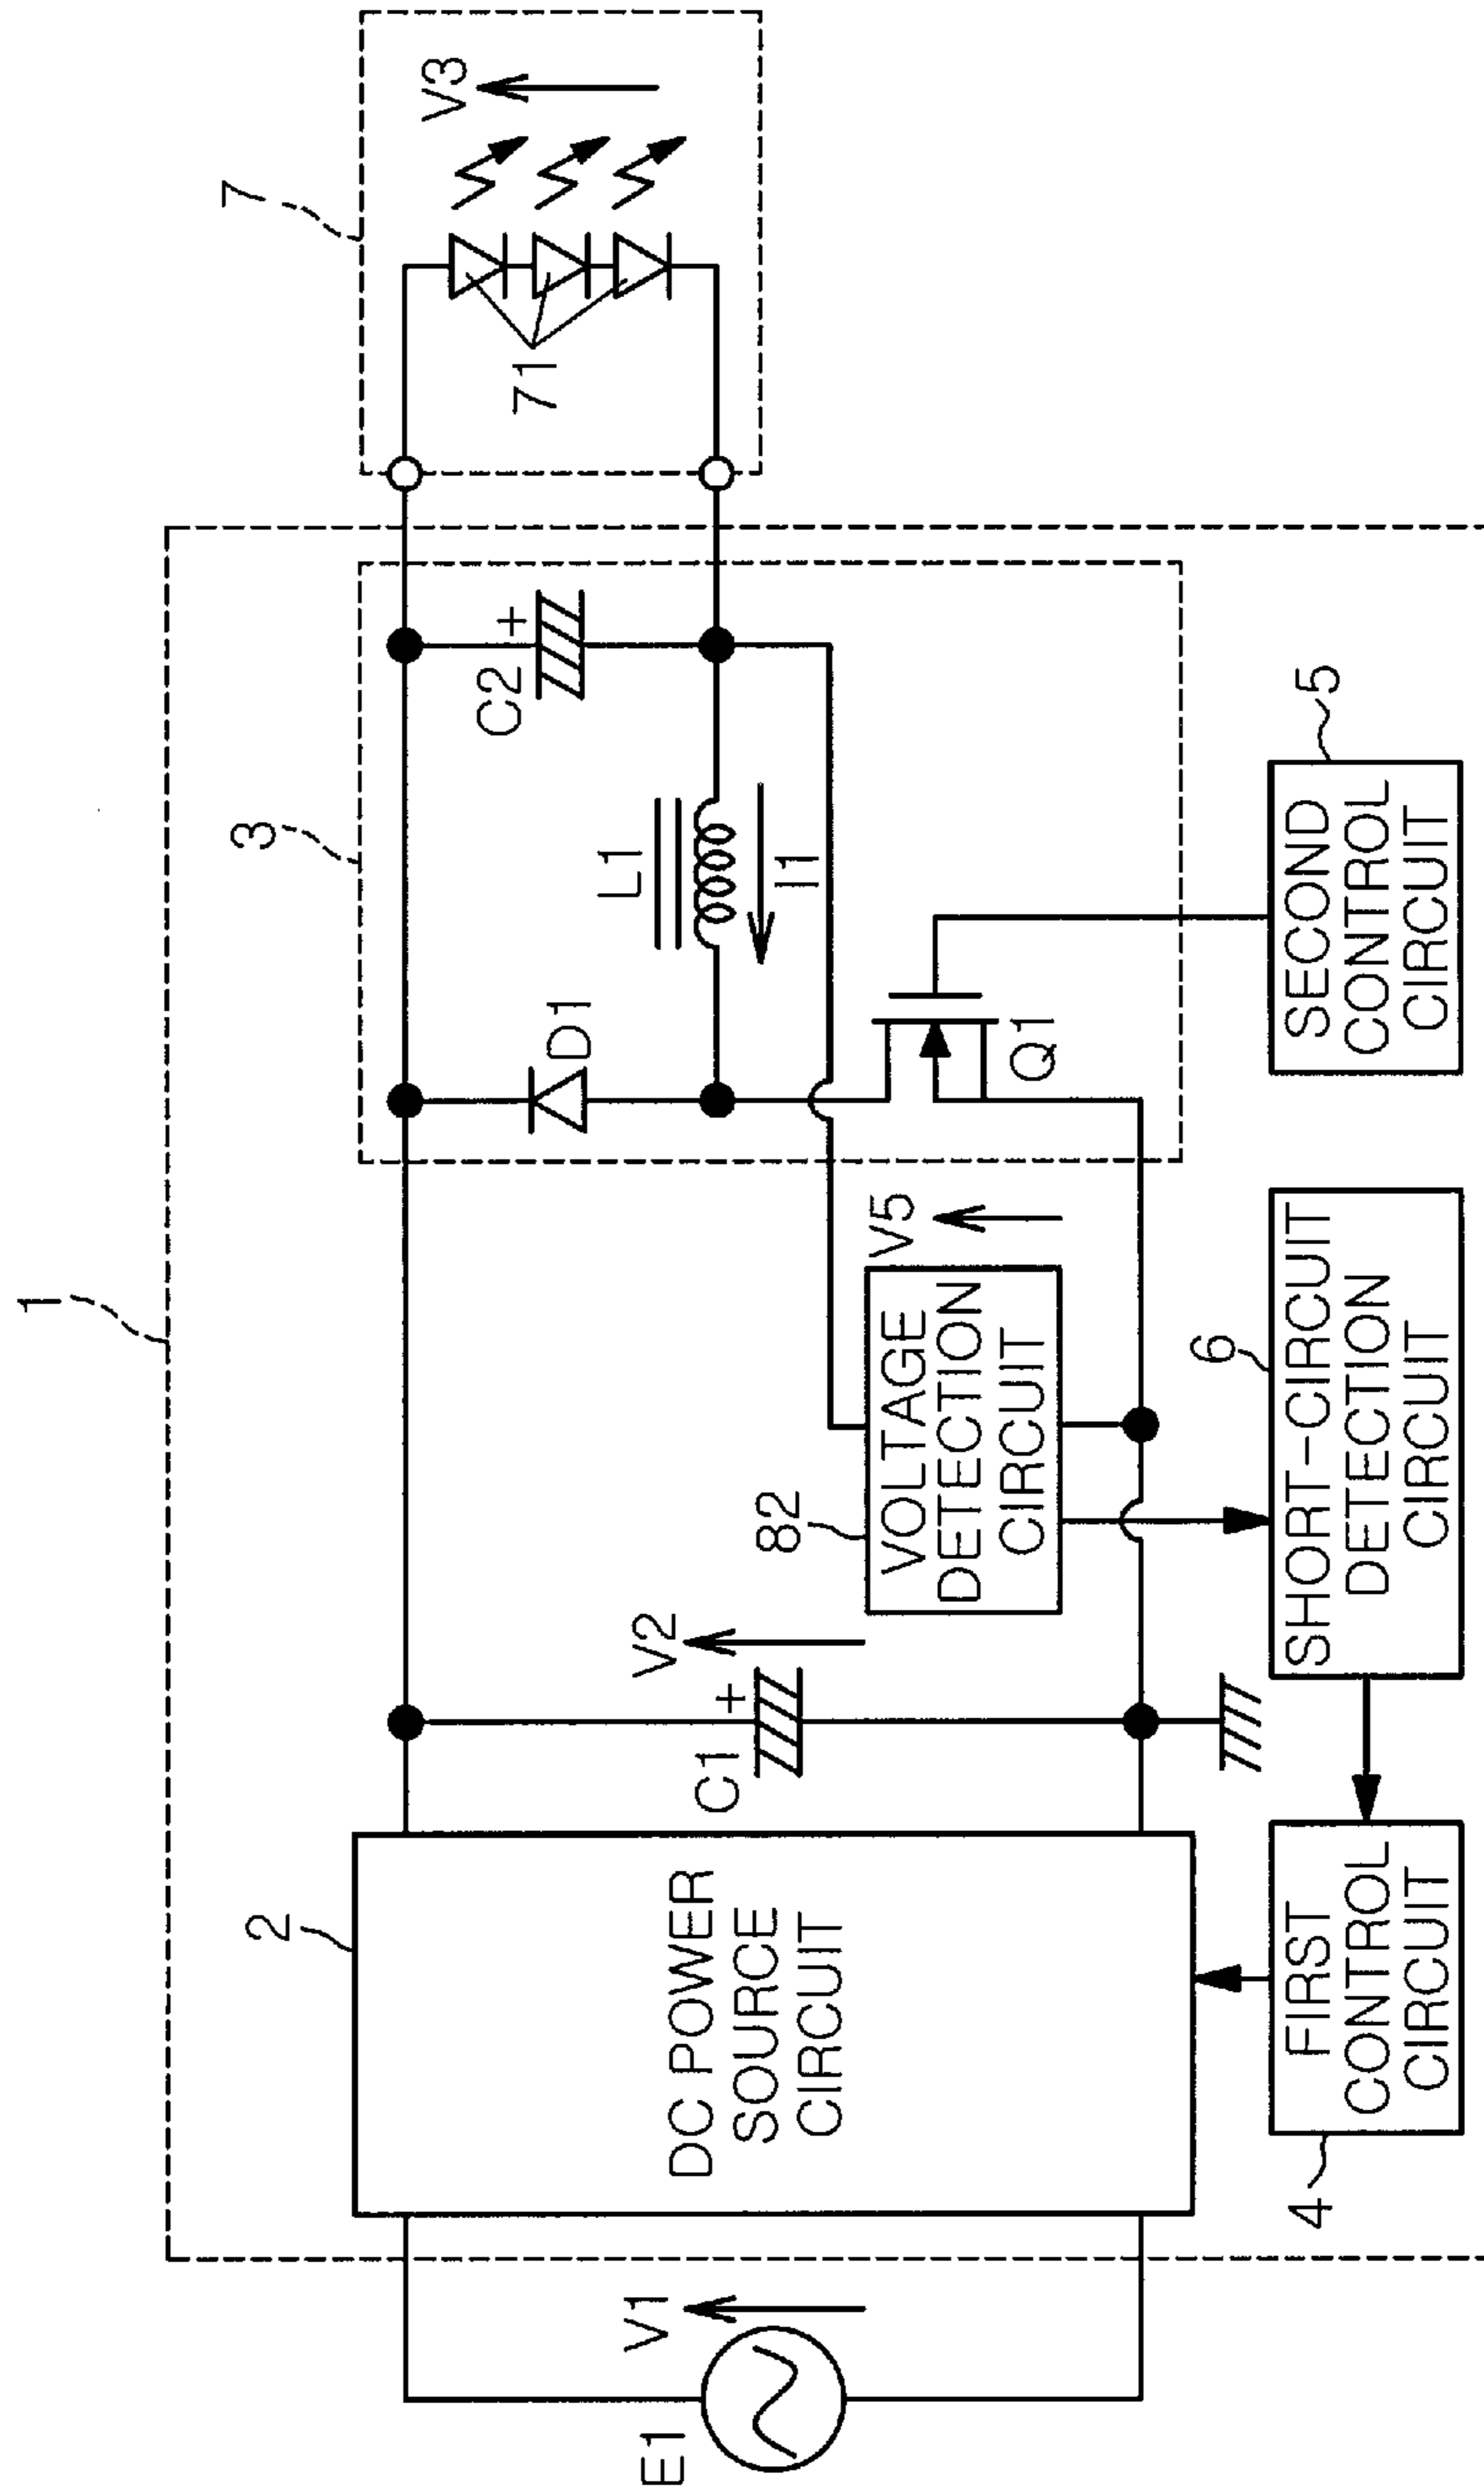 1
3
7
2
E1
V1
DC POWER
SOURCE
CIRCUIT
C1
+
V2
82
VOLTAGE
DETECTION
CIRCUIT
V5
D1
L1
I1
C2
+
Q1
71
V3
4
FIRST
CONTROL
CIRCUIT
6
SHORT-CIRCUIT
DETECTION
CIRCUIT
5
SECOND
CONTROL
CIRCUIT